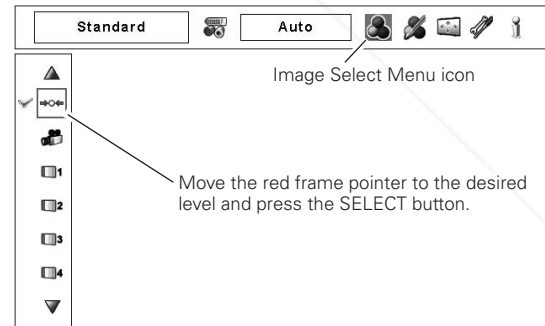 Standard
Auto
Image Select Menu icon
Move the red frame pointer to the desired
level and press the SELECT button.
1
2
3
4